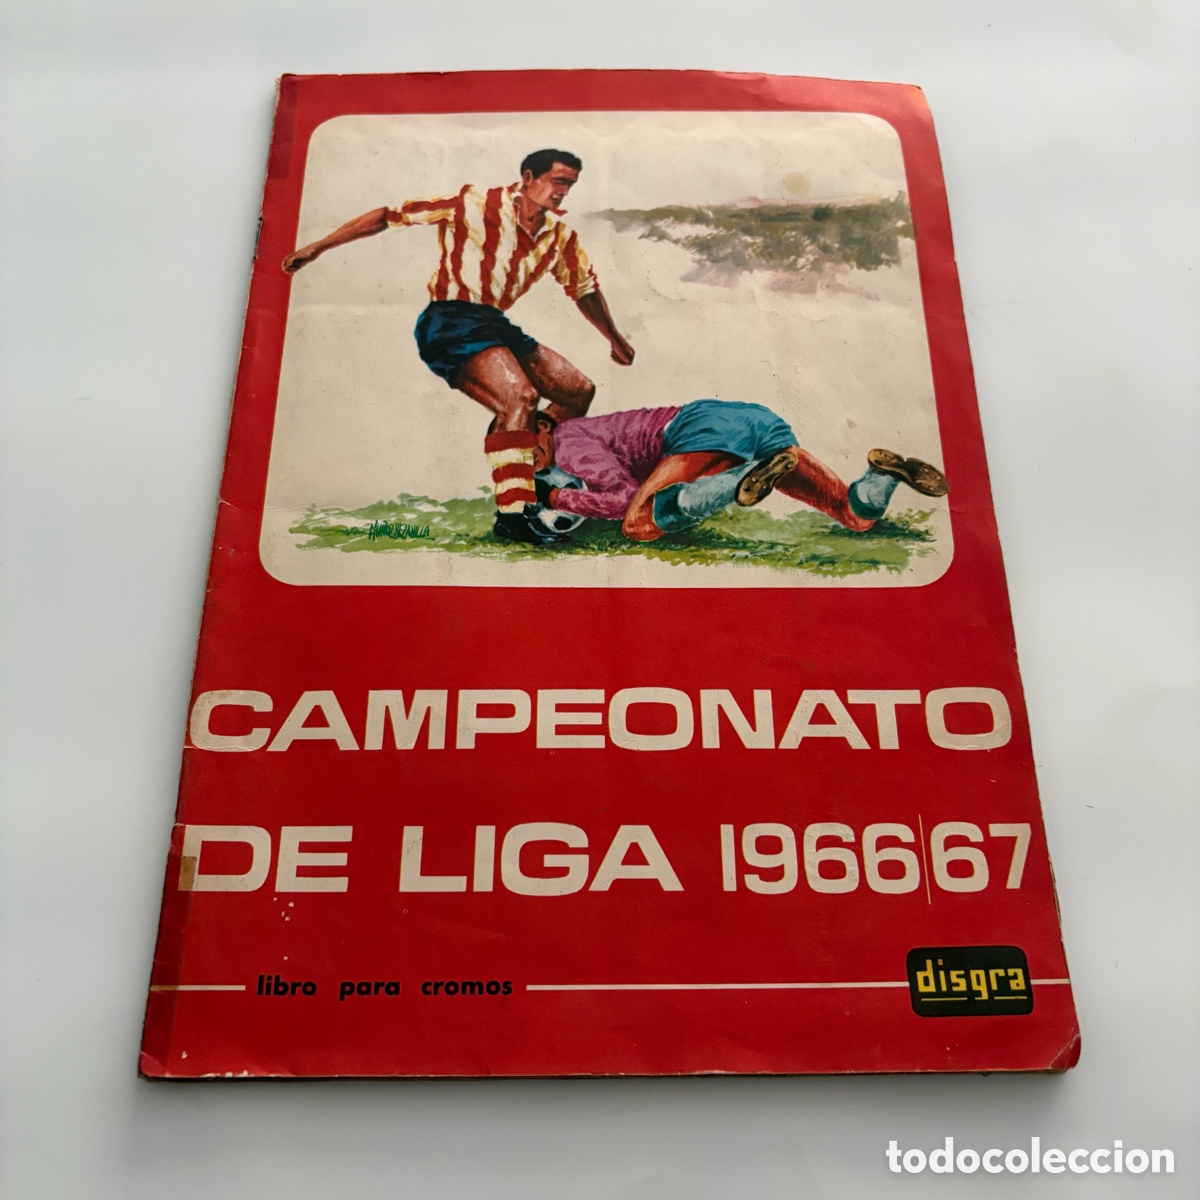 CAMPEONATO
DE LIGA 1966/67
libro para cromos
disgra
todocoleccion